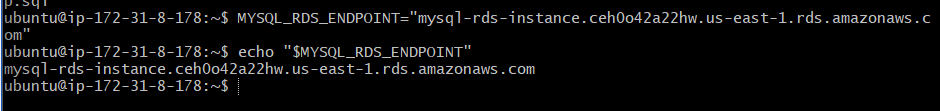 p.sql
ubuntu@ip-172-31-8-178:~$ MYSQL_RDS_ENDPOINT="mysql-rds-instance.ceh0o42a22hw.us-east-1.rds.amazonaws.c
om"
ubuntu@ip-172-31-8-178:~$ echo "$MYSQL_RDS_ENDPOINT"
mysql-rds-instance.ceh0o42a22hw.us-east-1.rds.amazonaws.com
ubuntu@ip-172-31-8-178:~$